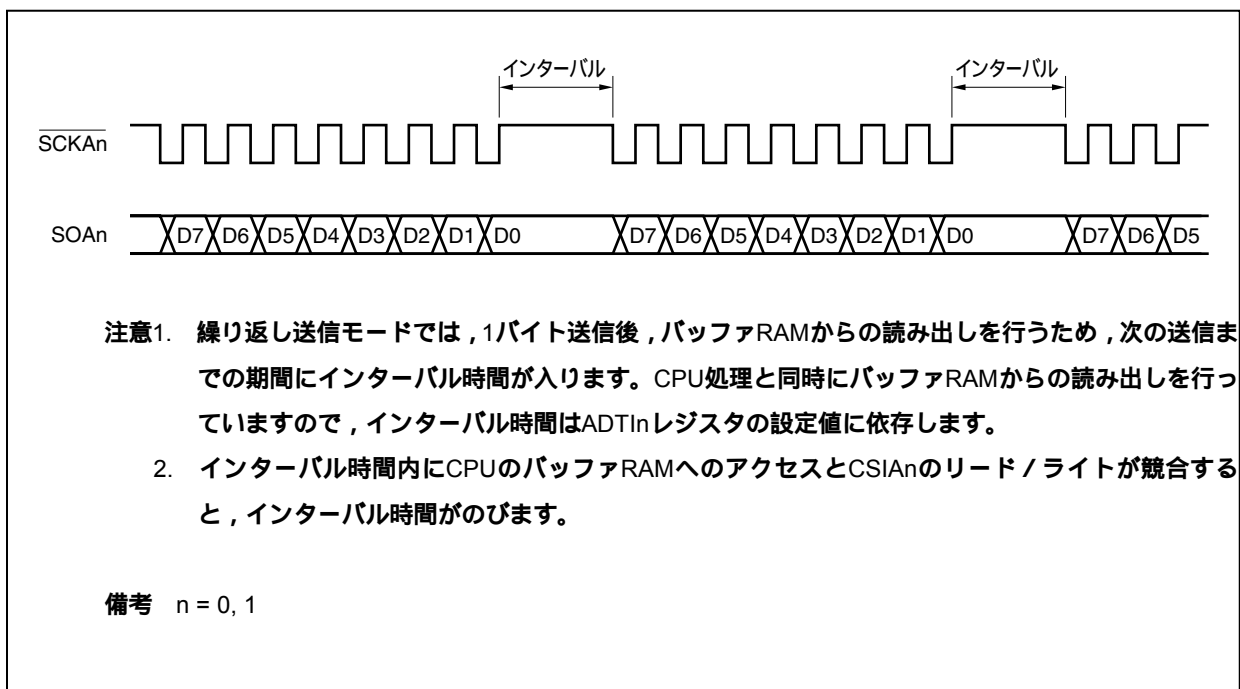 インターバル インターバル
SCKAn
SOAn D7 D6 D5 D4 D3 D2 D1 D0 D7 D6 D5 D4 D3 D2 D1 D0 D7 D6 D5
注意1. 繰り返し送信モードでは，1バイト送信後，バッファRAMからの読み出しを行うため，次の送信ま
での期間にインターバル時間が入ります。CPU処理と同時にバッファRAMからの読み出しを行っ
ていますので，インターバル時間はADTInレジスタの設定値に依存します。
2. インターバル時間内にCPUのバッファRAMへのアクセスとCSIAnのリード／ライトが競合する
と，インターバル時間がのびます。
備考 n = 0, 1